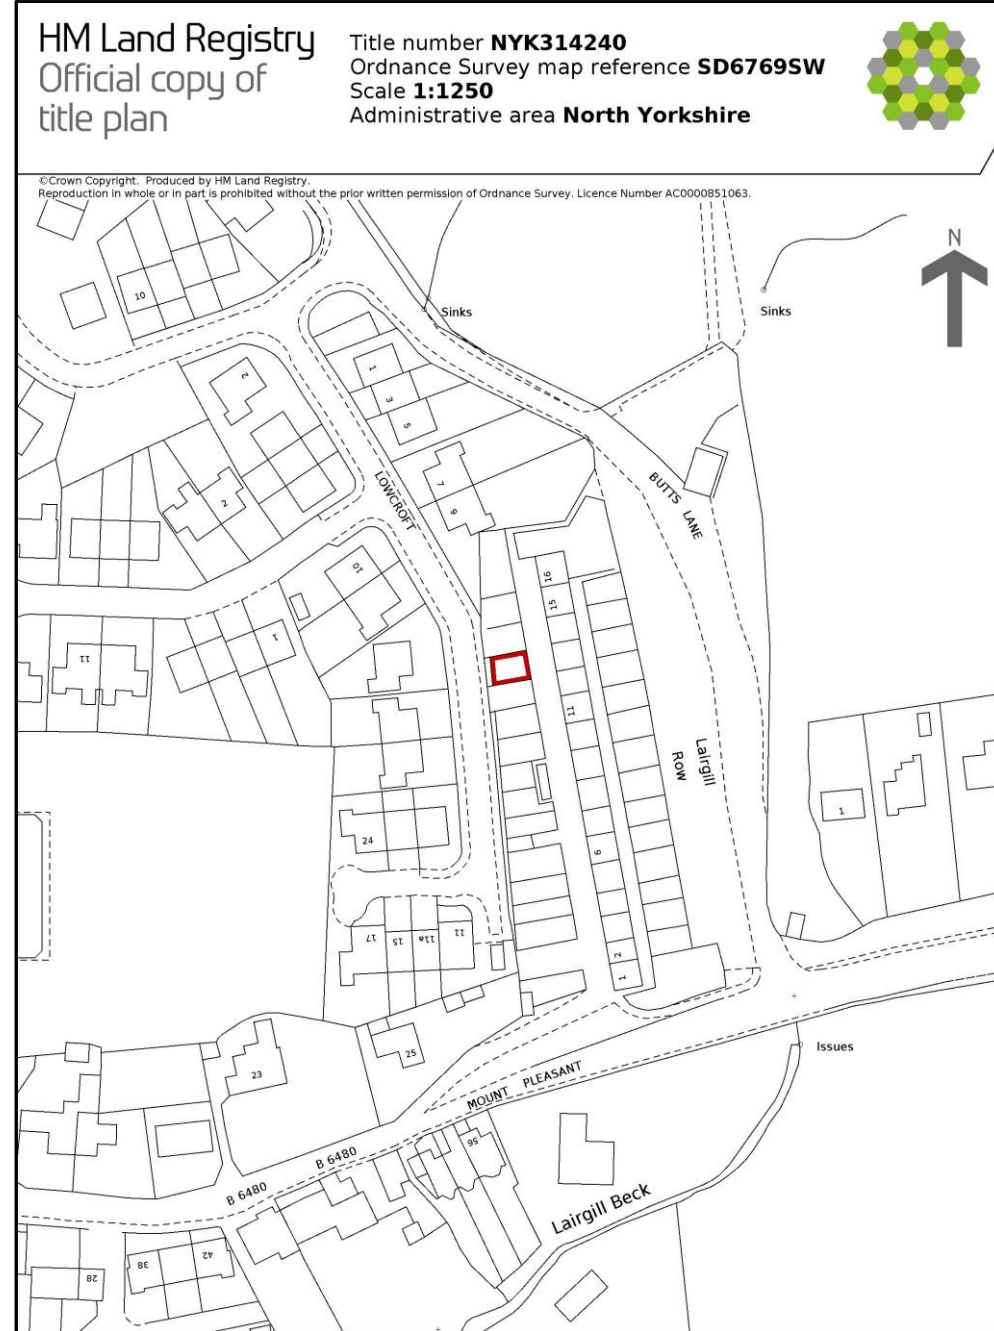 HM Land Registry
Official copy of
title plan
Title number NYK314240
Ordnance Survey map reference SD6769SW
Scale 1:1250
Administrative area North Yorkshire
©Crown Copyright. Produced by HM Land Registry.
Reproduction in whole or in part is prohibited without the prior written permission of Ordnance Survey. Licence Number AC0000851063.
N
10
Sinks
Sinks
1
2
3
5
LOWCROFT
7
9
2
BUTTS LANE
10
16
15
1
11
11
Lairgill
Row
1
24
6
17
15
11a
11
2
1
25
23
Issues
MOUNT PLEASANT
56
B 6480
B 6480
Lairgill Beck
42
38
28